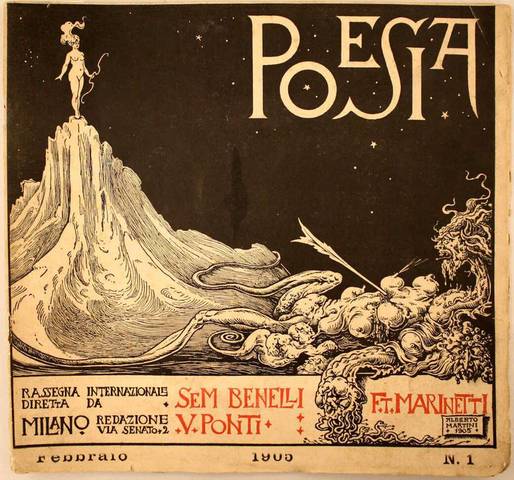 POESIA
RASSEGNA INTERNAZIONALE
DIRETTA DA
MILANO REDAZIONE
VIA SENATO·2
SEM BENELLI
·V. PONTI·
F.T. MARINETTI
ALBERTO
MARTINI
1905
Febbraio 1905 N. 1